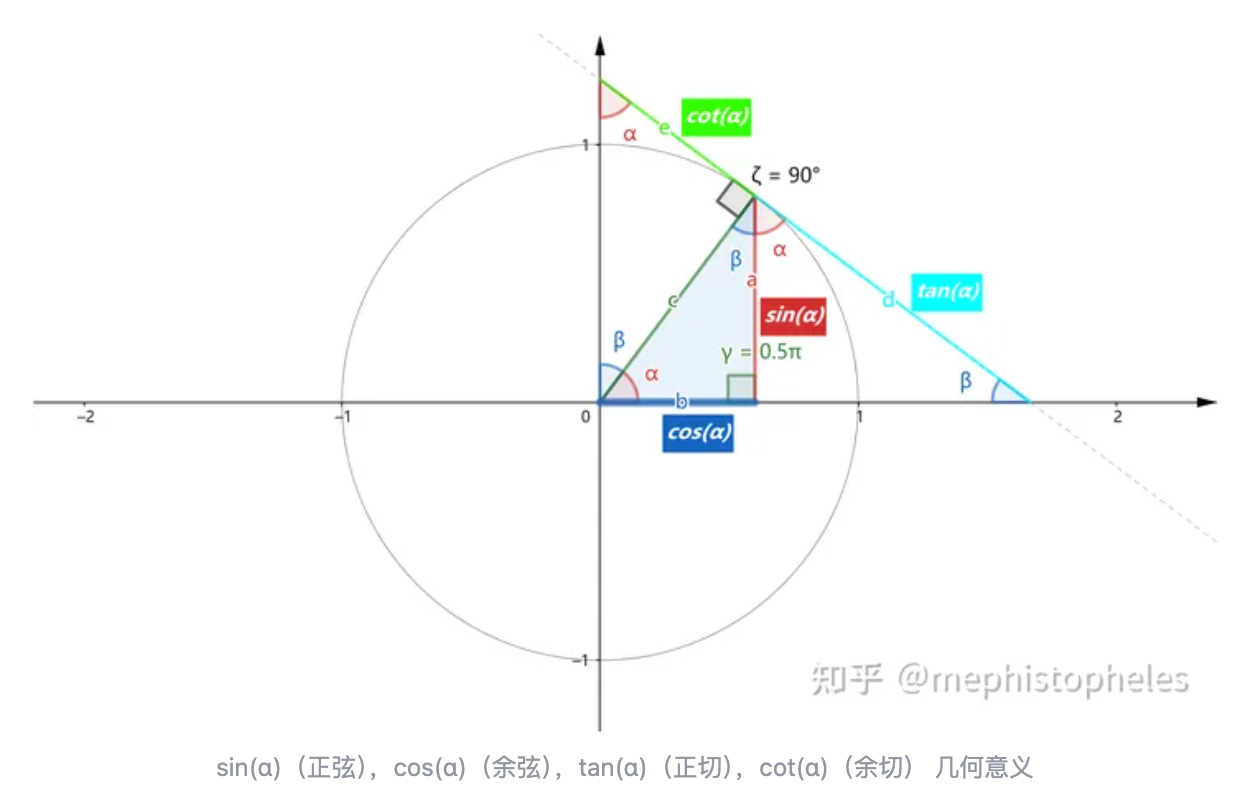 cot(α)
e
α
1
ζ = 90°
β
α
a
d
tan(α)
c
sin(α)
β
γ = 0.5π
α
β
b
−2
−1
0
1
2
cos(α)
−1
知乎 @mephistopheles
sin(α)（正弦），cos(α)（余弦），tan(α)（正切），cot(α)（余切） 几何意义